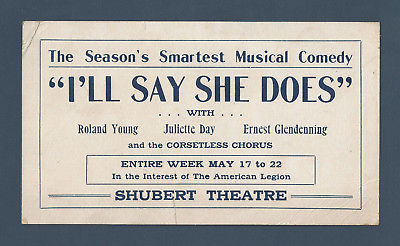 The Season's Smartest Musical Comedy
"I'LL SAY SHE DOES"
. . . WITH . . .
Roland Young Juliette Day Ernest Glendenning
and the CORSETLESS CHORUS
ENTIRE WEEK MAY 17 to 22
In the Interest of The American Legion
SHUBERT THEATRE